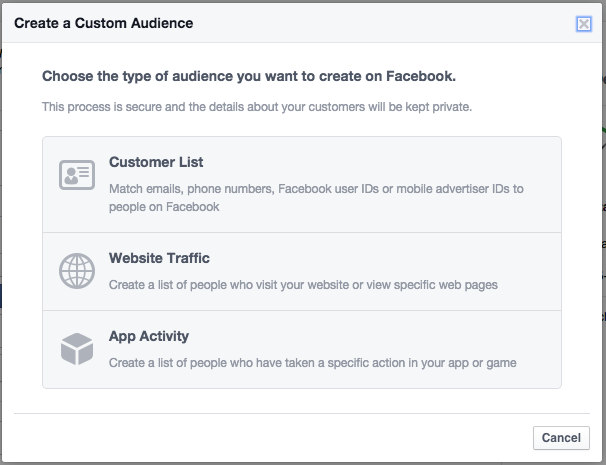 Create a Custom Audience
Choose the type of audience you want to create on Facebook.
This process is secure and the details about your customers will be kept private.
Customer List
Match emails, phone numbers, Facebook user IDs or mobile advertiser IDs to
people on Facebook
Website Traffic
Create a list of people who visit your website or view specific web pages
App Activity
Create a list of people who have taken a specific action in your app or game
Cancel